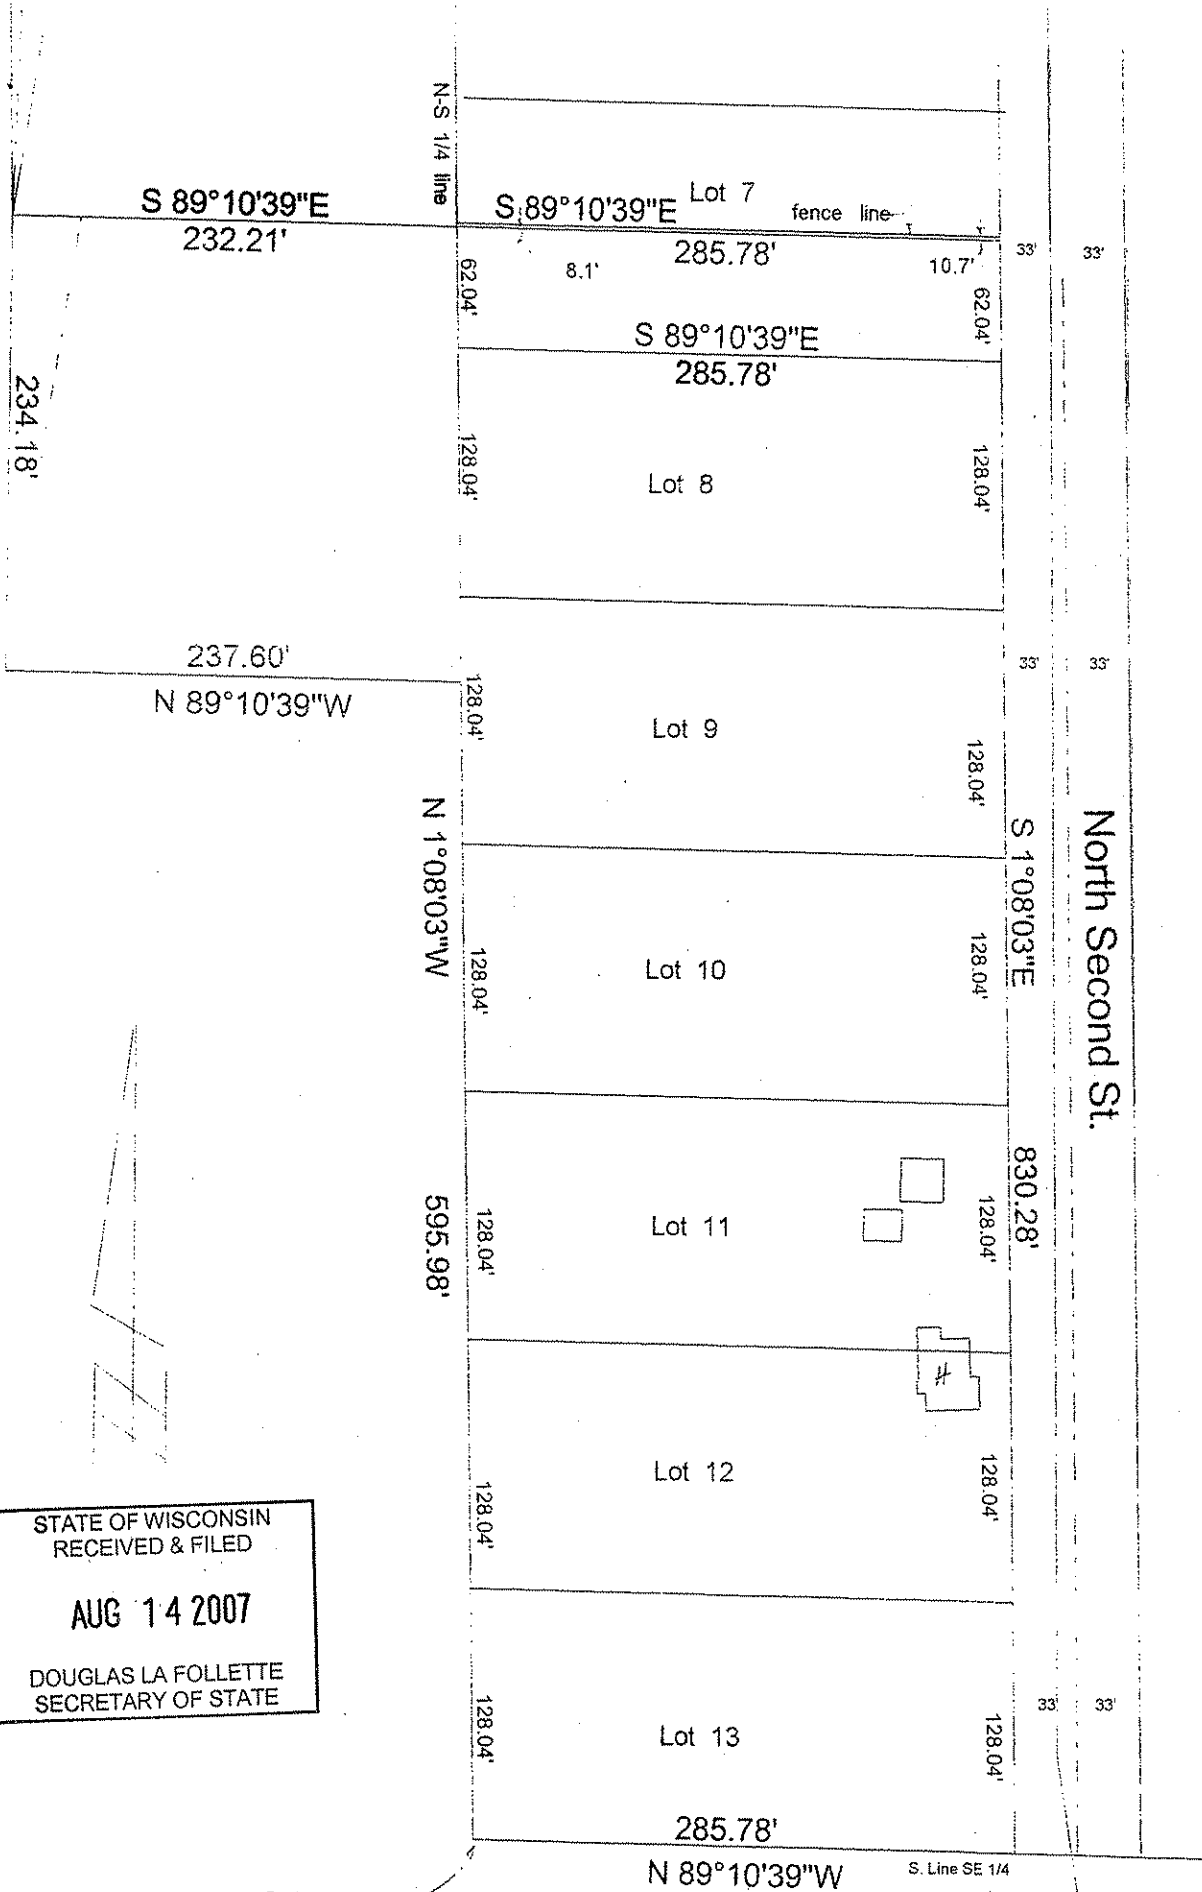 N-S 1/4 line
Lot 7
S 89°10'39"E
232.21'
S 89°10'39"E
285.78'
fence line
8.1'
10.7'
33'
33'
62.04'
62.04'
S 89°10'39"E
285.78'
234.18'
128.04'
Lot 8
128.04'
237.60'
N 89°10'39"W
33'
33'
128.04'
Lot 9
128.04'
N 1°08'03"W
S 1°08'03"E
North Second St.
128.04'
Lot 10
128.04'
595.98'
830.28'
128.04'
Lot 11
128.04'
H
128.04'
Lot 12
128.04'
STATE OF WISCONSIN
RECEIVED & FILED
AUG 14 2007
DOUGLAS LA FOLLETTE
SECRETARY OF STATE
128.04'
Lot 13
128.04'
33'
33'
285.78'
N 89°10'39"W
S. Line SE 1/4